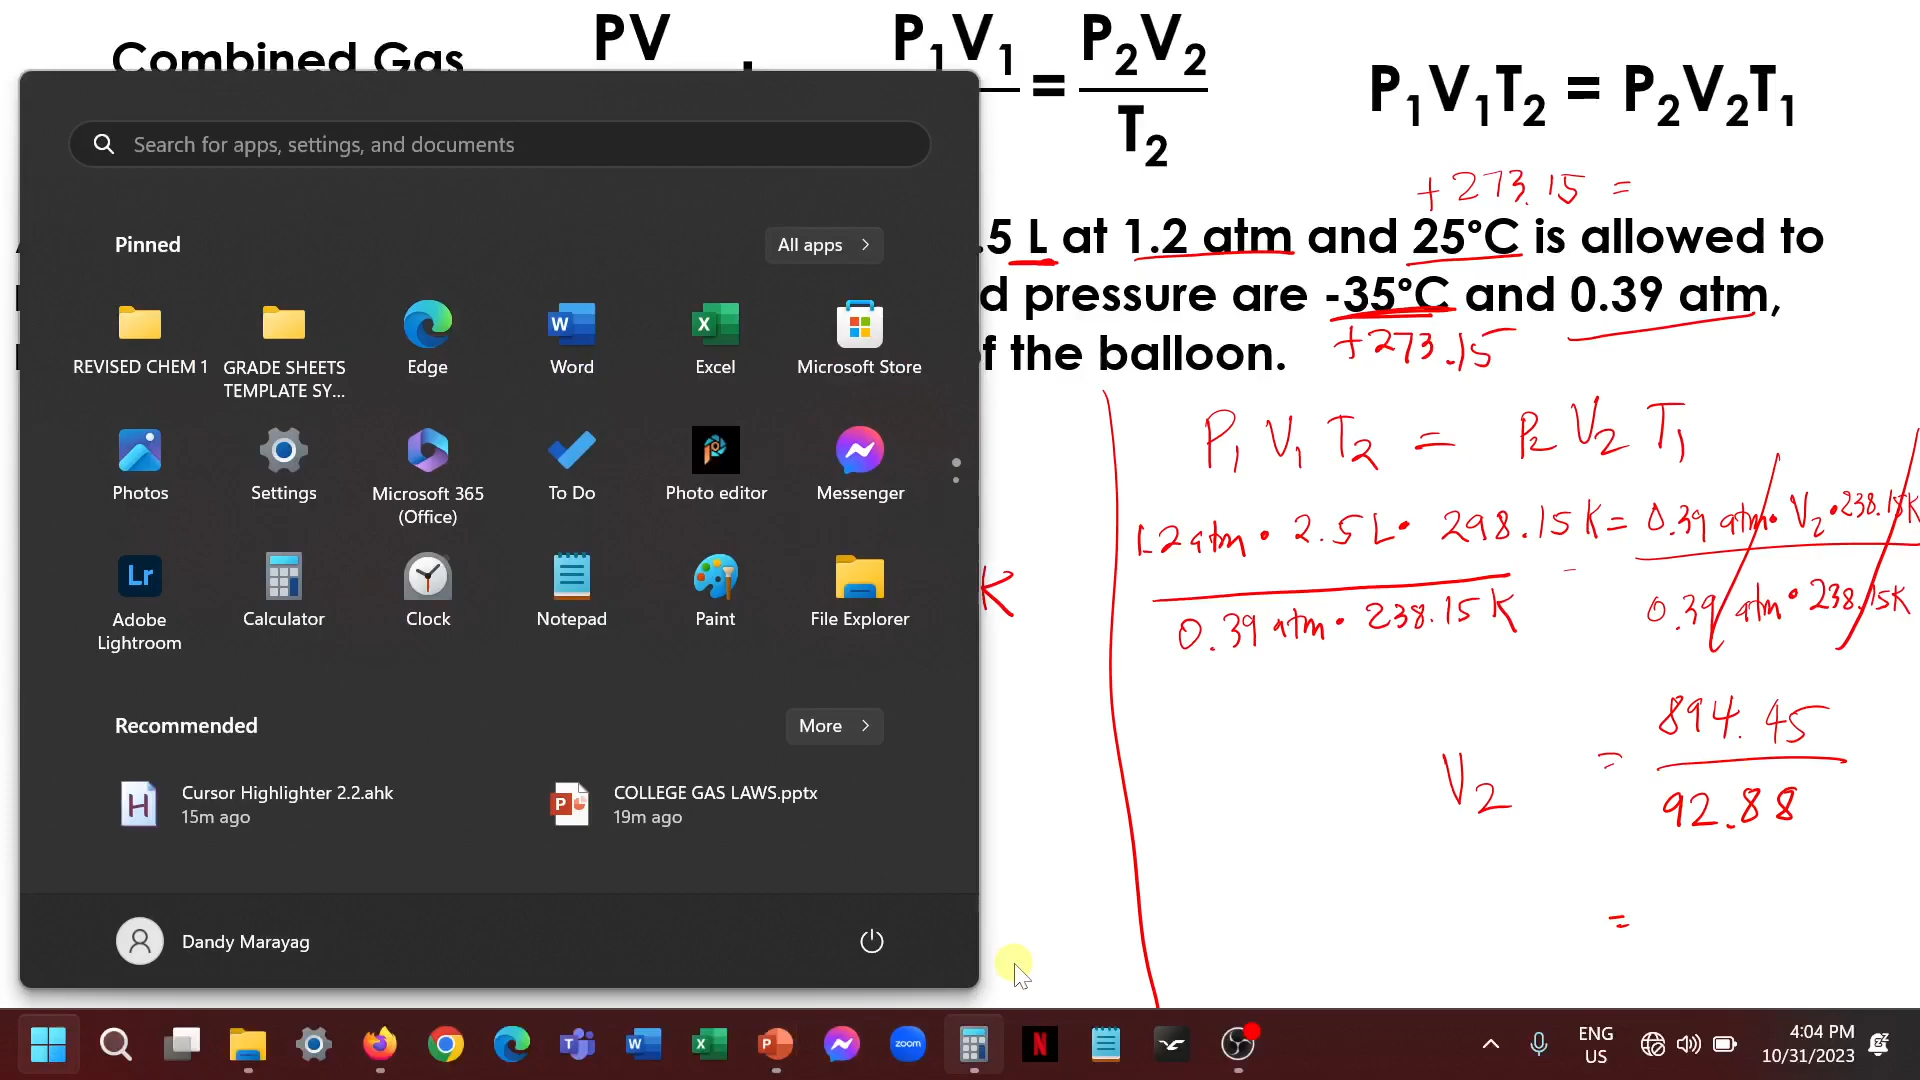 Combined Gas
PV
P1V1 = P2V2
T2
P1V1T2 = P2V2T1
+273.15 =
.5 L at 1.2 atm and 25°C is allowed to
d pressure are -35°C and 0.39 atm,
of the balloon.
+273.15
P1 V1 T2 = P2 V2 T1
1.2 atm • 2.5 L • 298.15 K = 0.39 atm • V2 • 238.15K
0.39 atm • 238.15 K
0.39 atm • 238.15K
K
V2 = 894.45
92.88
=
Search for apps, settings, and documents
Pinned
All apps
REVISED CHEM 1
GRADE SHEETS
TEMPLATE SY...
Edge
Word
Excel
Microsoft Store
Photos
Settings
Microsoft 365
(Office)
To Do
Photo editor
Messenger
Adobe
Lightroom
Calculator
Clock
Notepad
Paint
File Explorer
Recommended
More
Cursor Highlighter 2.2.ahk
15m ago
COLLEGE GAS LAWS.pptx
19m ago
Dandy Marayag
zoom
ENG
US
4:04 PM
10/31/2023